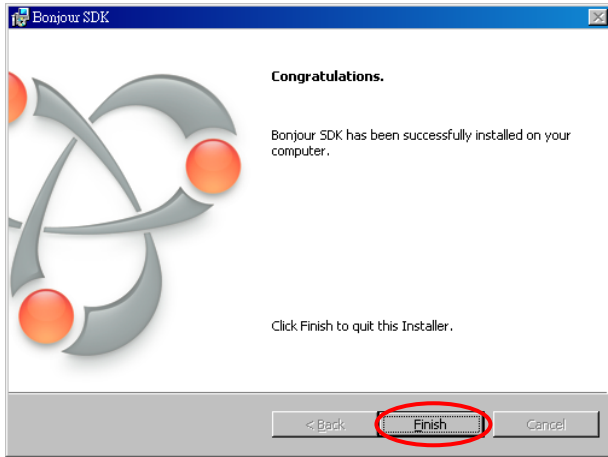 Bonjour SDK
Congratulations.
Bonjour SDK has been successfully installed on your
computer.
Click Finish to quit this Installer.
< Back
Finish
Cancel